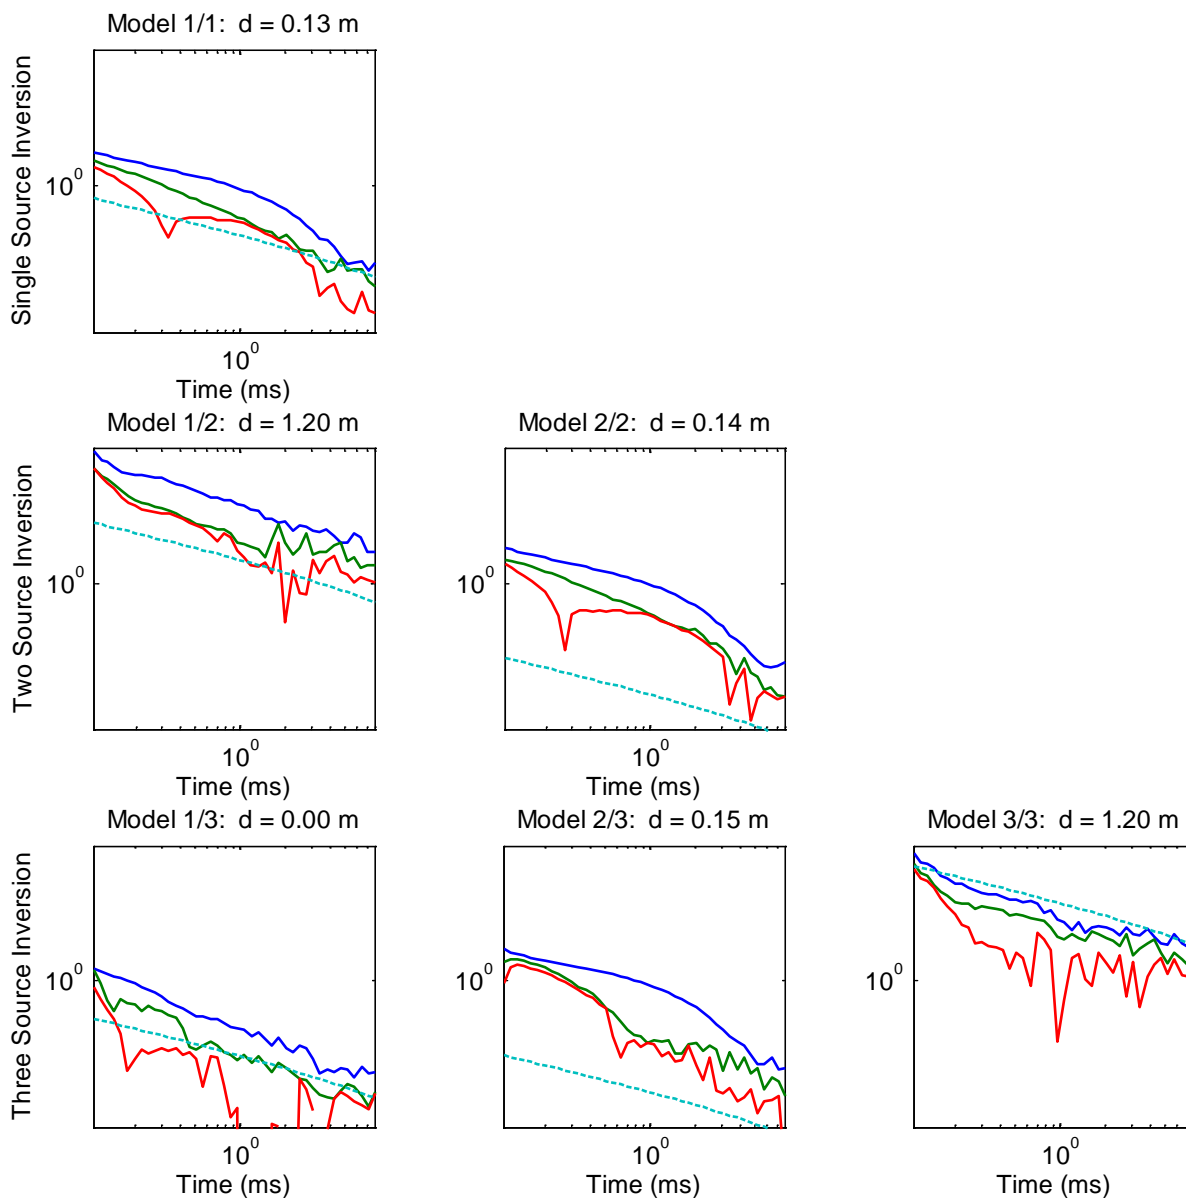 Model 1/1:  d = 0.13 m
Single Source Inversion
10^0
10^0
Time (ms)
Model 1/2:  d = 1.20 m
Model 2/2:  d = 0.14 m
Two Source Inversion
10^0
10^0
10^0
10^0
Time (ms)
Time (ms)
Model 1/3:  d = 0.00 m
Model 2/3:  d = 0.15 m
Model 3/3:  d = 1.20 m
Three Source Inversion
10^0
10^0
10^0
10^0
10^0
10^0
Time (ms)
Time (ms)
Time (ms)